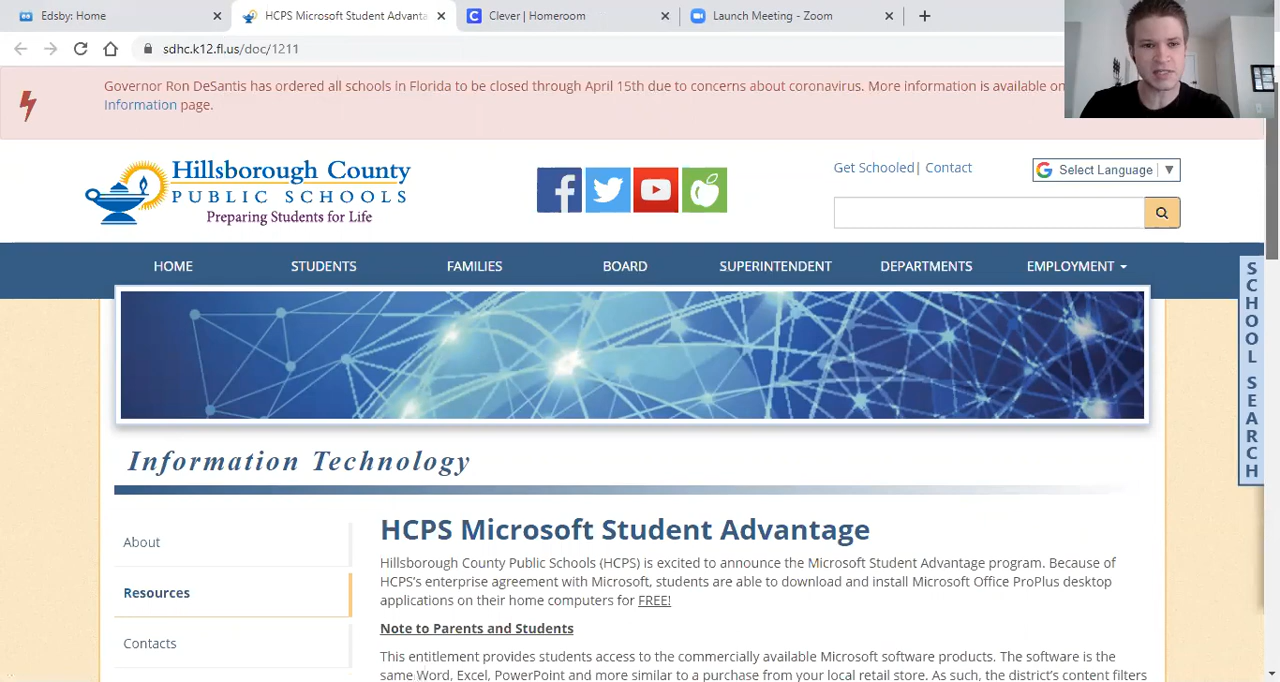 Edsby: Home
HCPS Microsoft Student Advanta
Clever | Homeroom
Launch Meeting - Zoom
sdhc.k12.fl.us/doc/1211
Governor Ron DeSantis has ordered all schools in Florida to be closed through April 15th due to concerns about coronavirus. More information is available on
Information page.
Hillsborough County
PUBLIC SCHOOLS
Preparing Students for Life
Get Schooled| Contact
Select Language
HOME STUDENTS FAMILIES BOARD SUPERINTENDENT DEPARTMENTS EMPLOYMENT
SCHOOL SEARCH
Information Technology
About
Resources
Contacts
HCPS Microsoft Student Advantage
Hillsborough County Public Schools (HCPS) is excited to announce the Microsoft Student Advantage program. Because of
HCPS's enterprise agreement with Microsoft, students are able to download and install Microsoft Office ProPlus desktop
applications on their home computers for FREE!
Note to Parents and Students
This entitlement provides students access to the commercially available Microsoft software products. The software is the
same Word, Excel, PowerPoint and more similar to a purchase from your local retail store. As such, the district's content filters